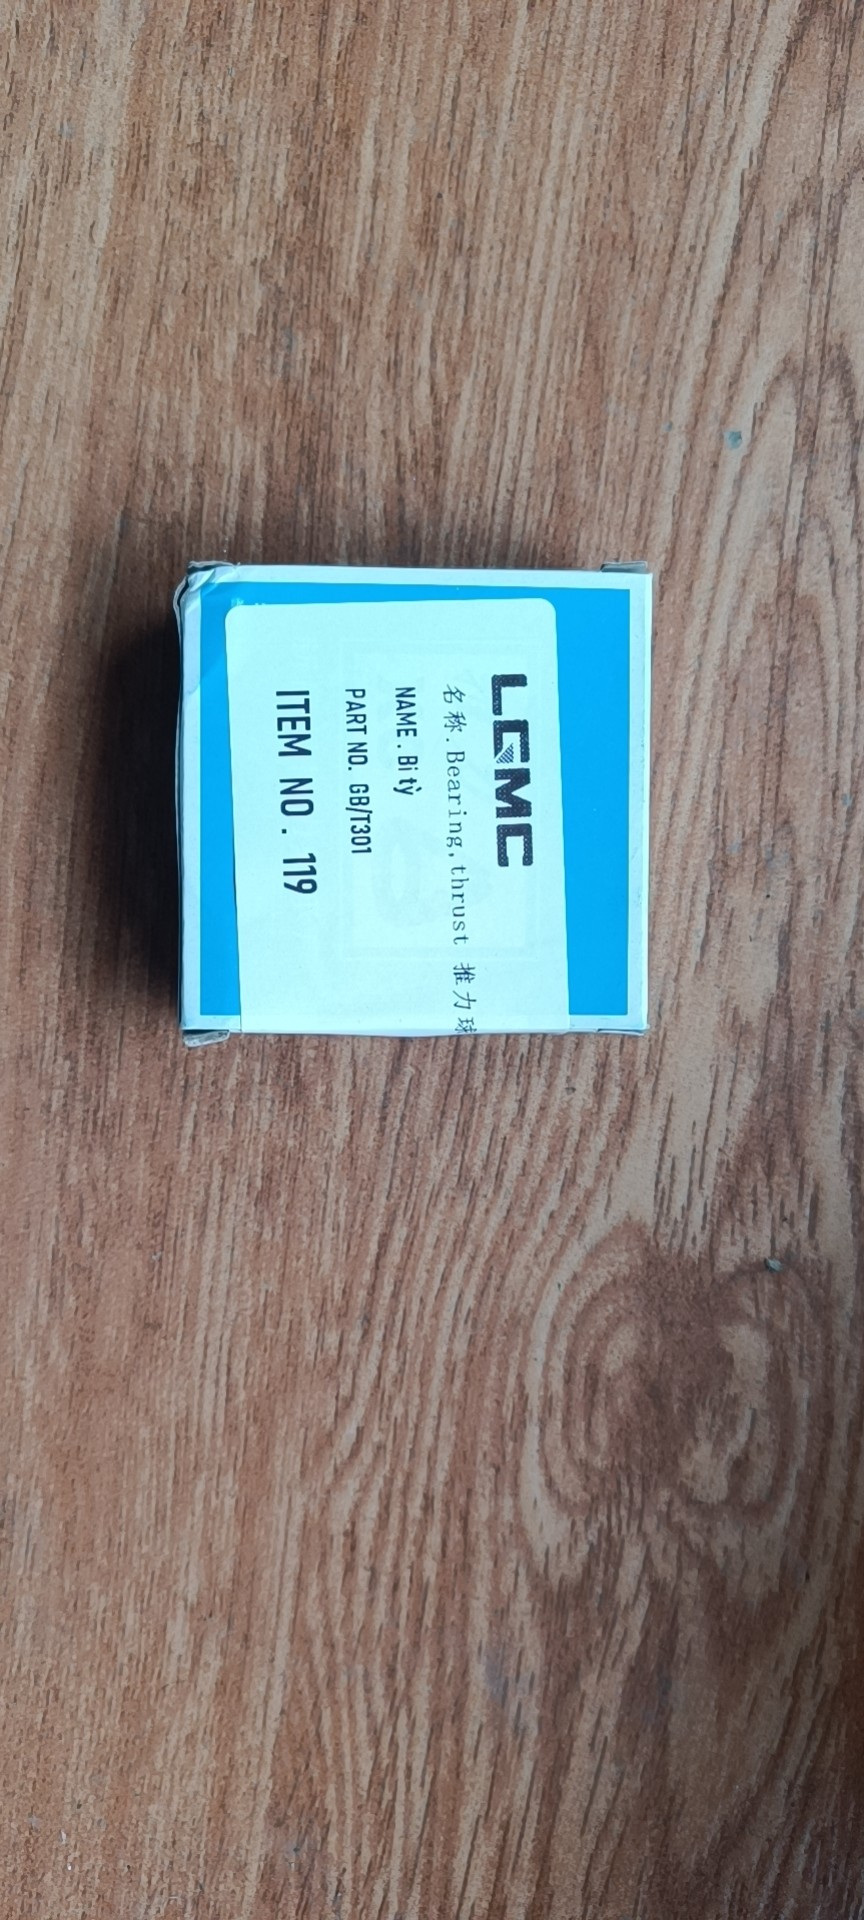 LGMC
名称. Bearing,thrust 推力球
NAME. Bi tỳ
PART NO. GB/T301
ITEM NO. 119